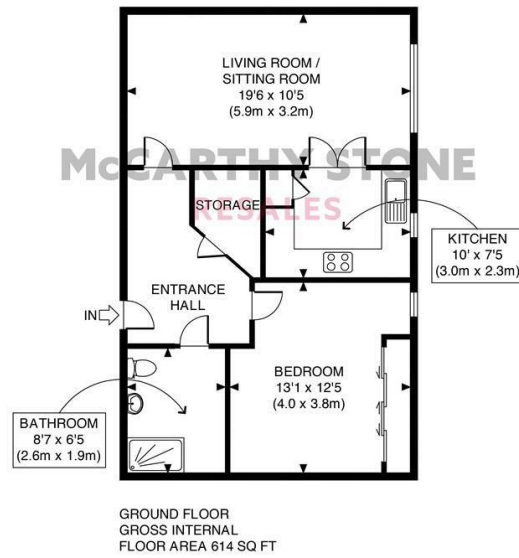 LIVING ROOM /
SITTING ROOM
19'6 x 10'5
(5.9m x 3.2m)
McCARTHY STONE
RESALES
STORAGE
KITCHEN
10' x 7'5
(3.0m x 2.3m)
ENTRANCE
HALL
IN
BEDROOM
13'1 x 12'5
(4.0 x 3.8m)
BATHROOM
8'7 x 6'5
(2.6m x 1.9m)
GROUND FLOOR
GROSS INTERNAL
FLOOR AREA 614 SQ FT